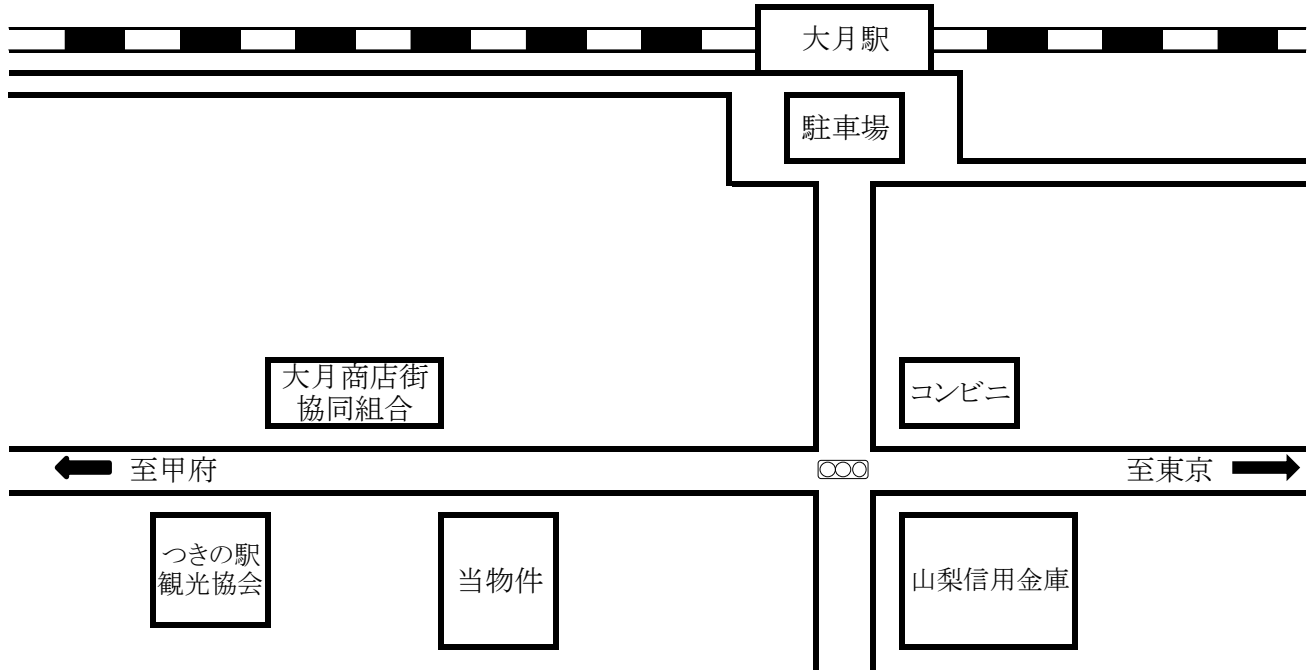 大月駅
駐車場
大月商店街
協同組合
コンビニ
至甲府
至東京
つきの駅
観光協会
当物件
山梨信用金庫